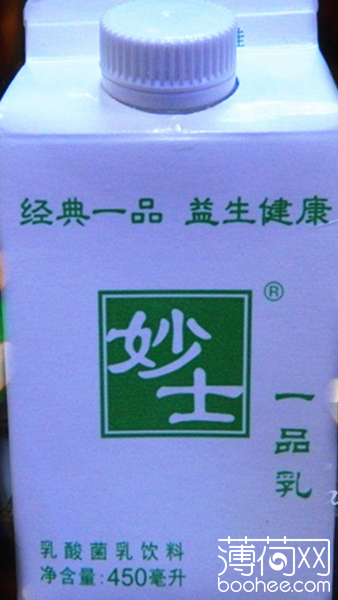 经典一品 益生健康
®
妙士
一品乳
乳酸菌乳饮料
净含量:450毫升
薄荷网
boohee.com